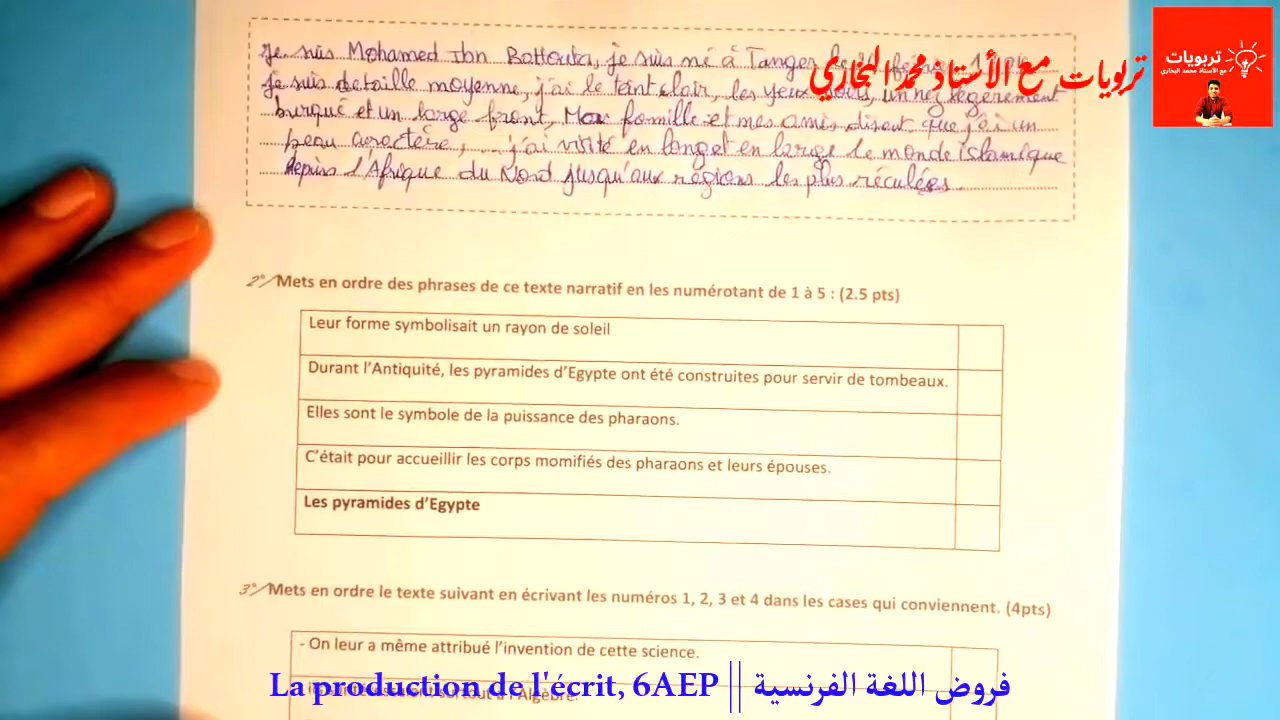 Je suis Mohamed Ibn Battouta, je suis né à Tanger le
je suis de taille moyenne, j'ai le teint clair, les yeux noirs, un nez légèrement
burqué et un large front, Mon famille et mes amis disent que j'ai un
beau caractère, ... j'ai visité en long et en large le monde islamique
depuis l'Afrique du Nord jusqu'aux régions les plus réculées.
تربويات مع الأستاذ محمد البخاري
تربويات
مع الأستاذ محمد البخاري
2°/Mets en ordre des phrases de ce texte narratif en les numérotant de 1 à 5 : (2.5 pts)
Leur forme symbolisait un rayon de soleil
Durant l'Antiquité, les pyramides d'Egypte ont été construites pour servir de tombeaux.
Elles sont le symbole de la puissance des pharaons.
C'était pour accueillir les corps momifiés des pharaons et leurs épouses.
Les pyramides d'Egypte
3°/Mets en ordre le texte suivant en écrivant les numéros 1, 2, 3 et 4 dans les cases qui conviennent. (4pts)
- On leur a même attribué l'invention de cette science.
surtout à l'Algèbre.
La production de l'écrit, 6AEP || فروض اللغة الفرنسية